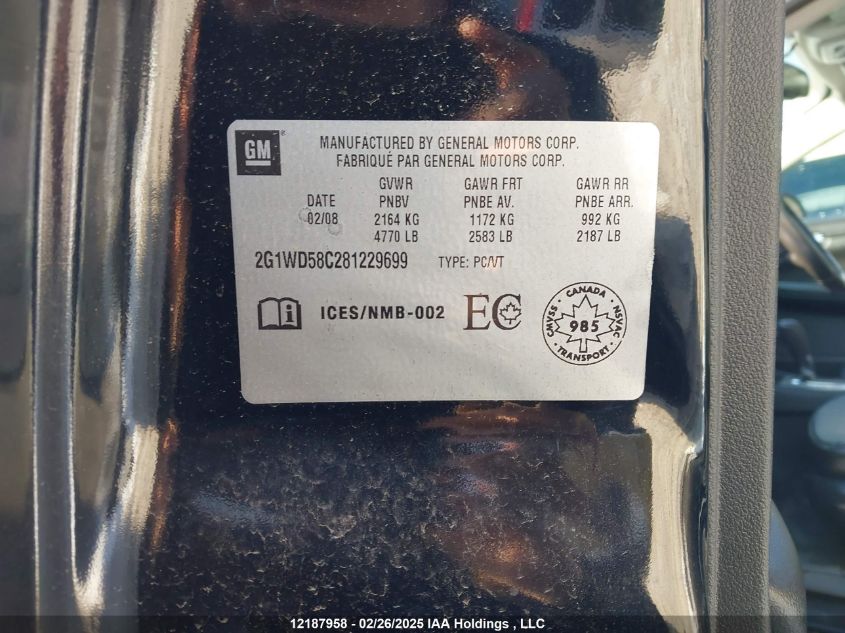 GM
MANUFACTURED BY GENERAL MOTORS CORP.
FABRIQUÉ PAR GENERAL MOTORS CORP.
GVWR GAWR FRT GAWR RR
DATE PNBV PNBE AV. PNBE ARR.
02/08 2164 KG 1172 KG 992 KG
4770 LB 2583 LB 2187 LB
2G1WD58C281229699 TYPE: PC/VT
i ICES/NMB-002 EC
CANADA
CMVSS 985 NSVAC
TRANSPORT
12187958 - 02/26/2025 IAA Holdings, LLC